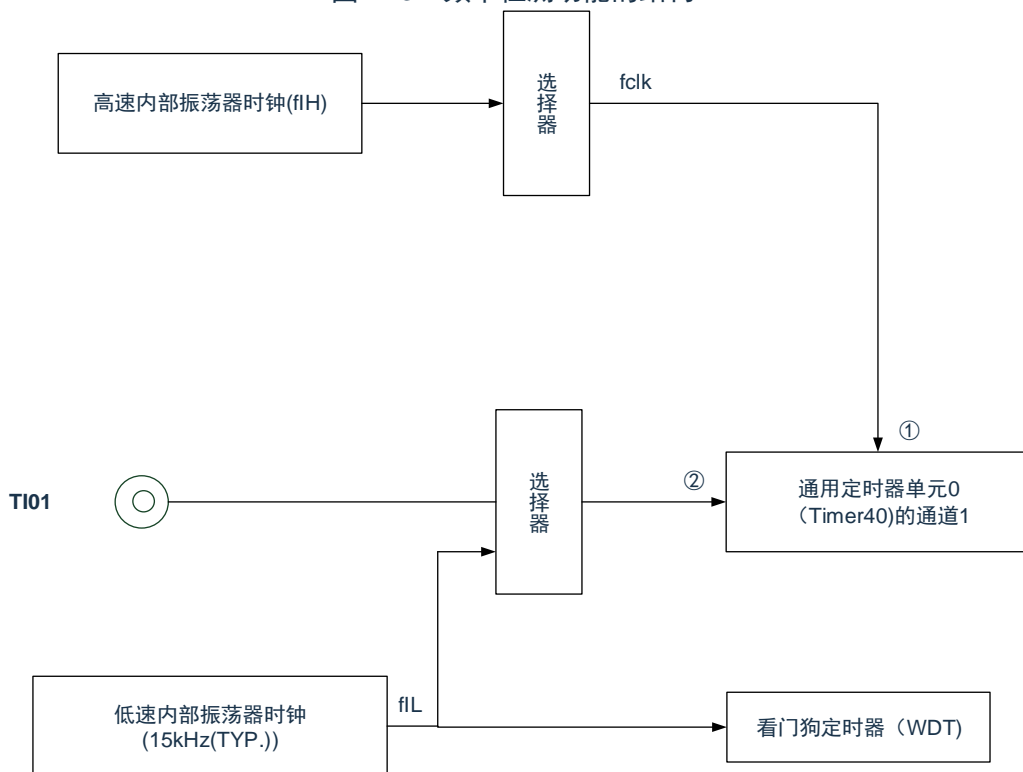 高速内部振荡器时钟(fIH)
选择器
fclk
①
TI01
选择器
②
通用定时器单元0
（Timer40)的通道1
低速内部振荡器时钟
(15kHz(TYP.))
fIL
看门狗定时器（WDT)